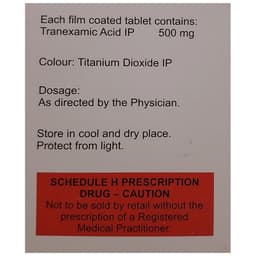 Each film coated tablet contains:
Tranexamic Acid IP 500 mg
Colour: Titanium Dioxide IP
Dosage:
As directed by the Physician.
Store in cool and dry place.
Protect from light.
SCHEDULE H PRESCRIPTION
DRUG – CAUTION
Not to be sold by retail without the
prescription of a Registered
Medical Practitioner.